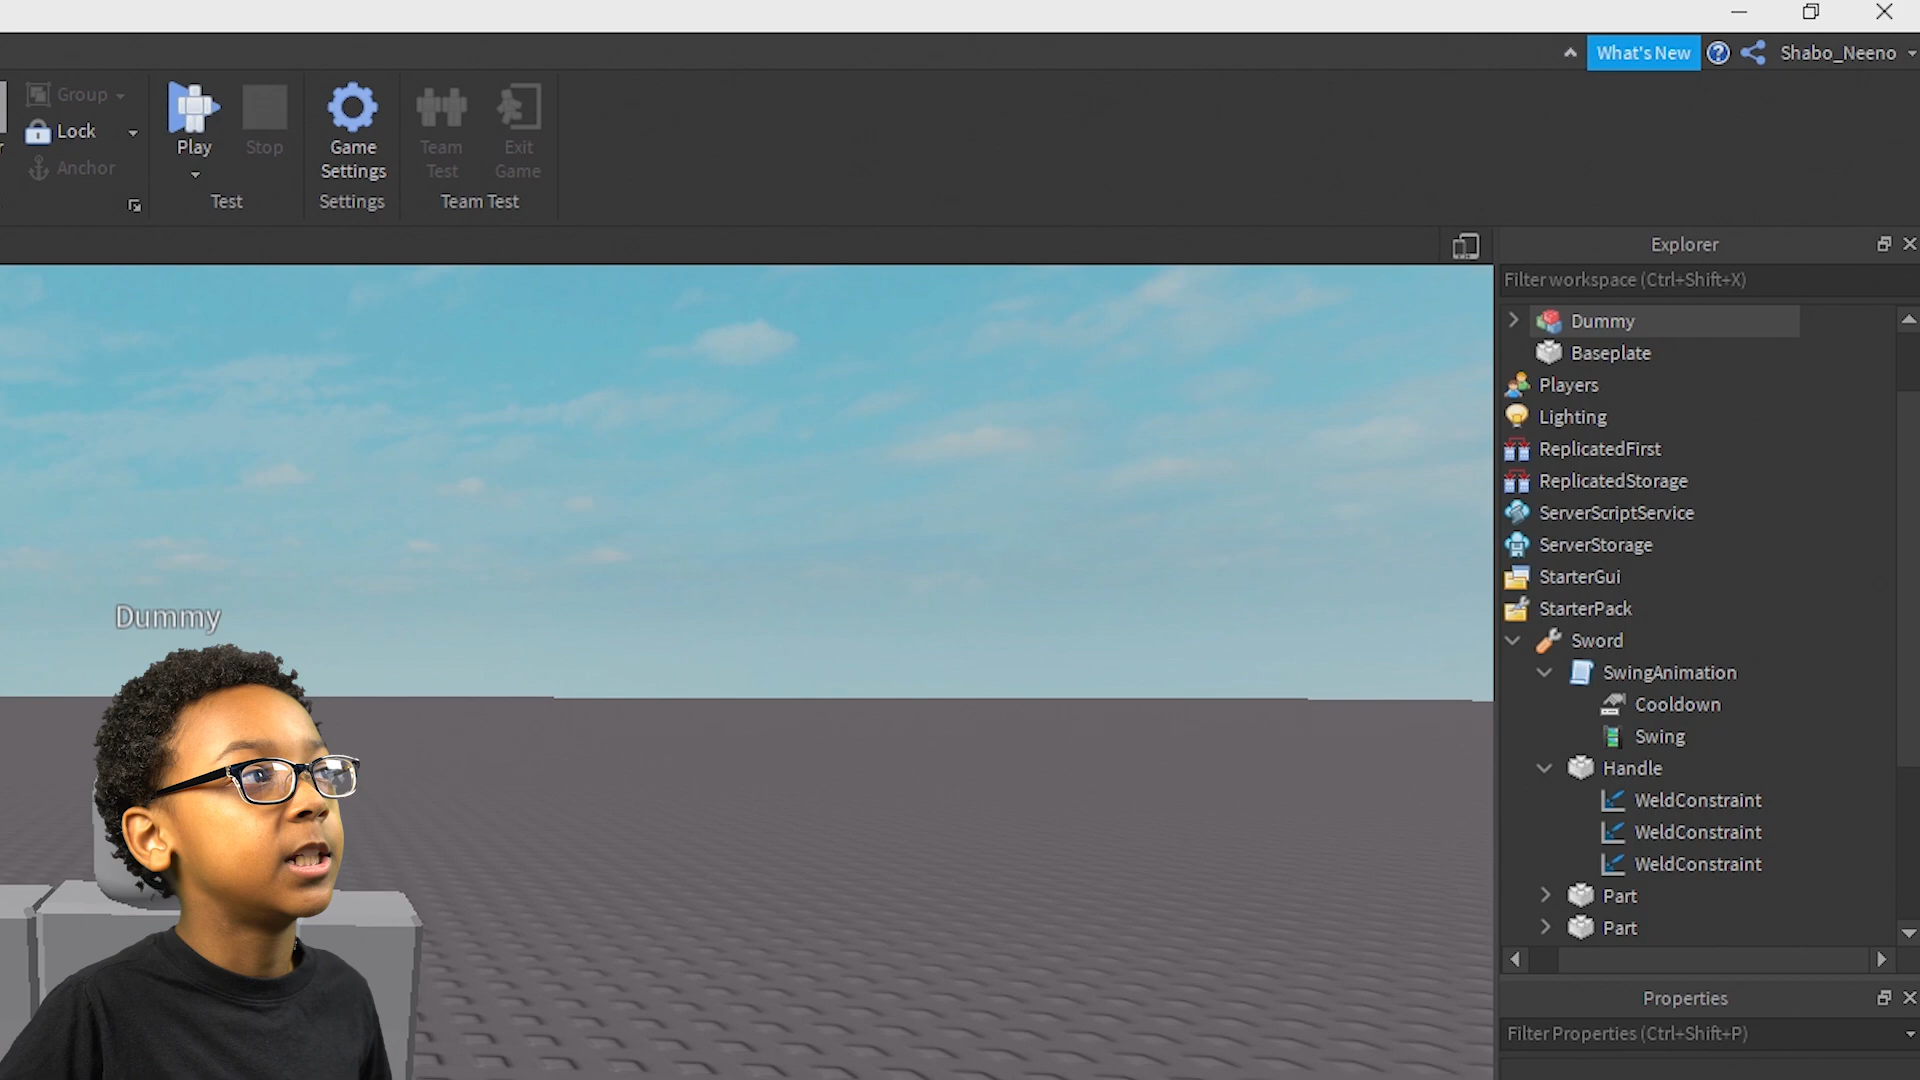 What's New
Shabo_Neeno
Group
Lock
Anchor
Play
Stop
Test
Game
Settings
Settings
Team
Test
Exit
Game
Team Test
Explorer
Filter workspace (Ctrl+Shift+X)
Dummy
Baseplate
Players
Lighting
ReplicatedFirst
ReplicatedStorage
ServerScriptService
ServerStorage
StarterGui
StarterPack
Sword
SwingAnimation
Cooldown
Swing
Handle
WeldConstraint
WeldConstraint
WeldConstraint
Part
Part
Properties
Filter Properties (Ctrl+Shift+P)
Dummy